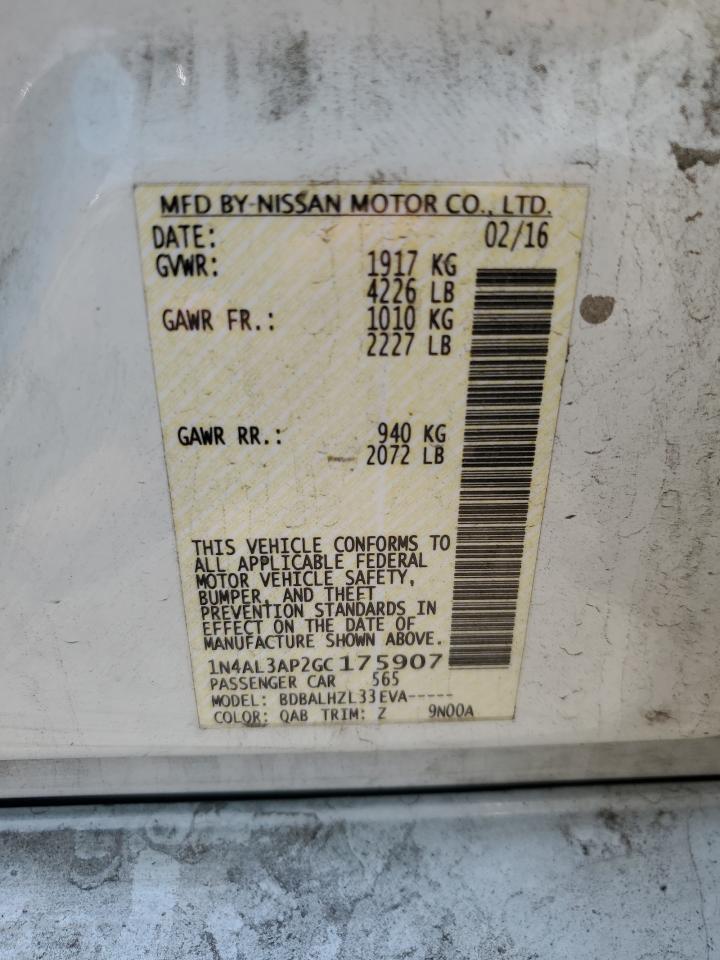 MFD BY-NISSAN MOTOR CO., LTD.
DATE: 02/16
GVWR: 1917 KG
4226 LB
GAWR FR.: 1010 KG
2227 LB
GAWR RR.: 940 KG
2072 LB
THIS VEHICLE CONFORMS TO
ALL APPLICABLE FEDERAL
MOTOR VEHICLE SAFETY,
BUMPER, AND THEFT
PREVENTION STANDARDS IN
EFFECT ON THE DATE OF
MANUFACTURE SHOWN ABOVE.
1N4AL3AP2GC175907
PASSENGER CAR 565
MODEL: BDBALHZL33EVA-----
COLOR: QAB TRIM: Z 9N00A